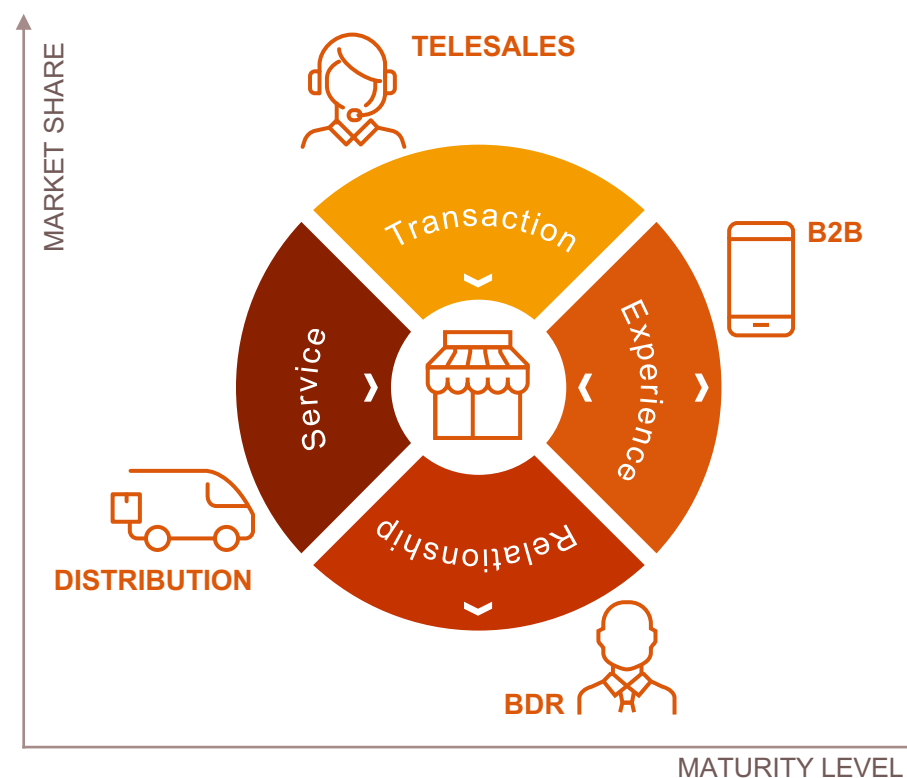 MARKET SHARE
TELESALES
Transaction
B2B
Experience
Service
Relationship
DISTRIBUTION
BDR
MATURITY LEVEL